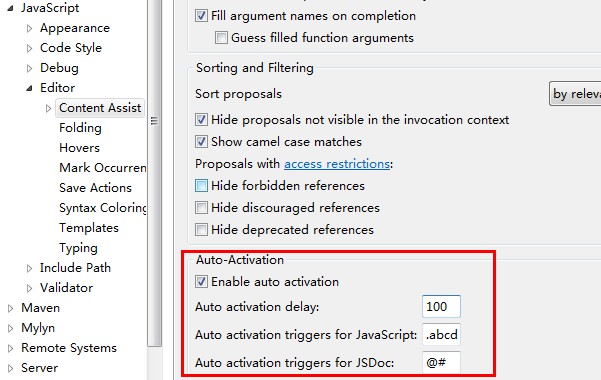 JavaScript
Appearance
Code Style
Debug
Editor
Content Assist
Folding
Hovers
Mark Occurren
Save Actions
Syntax Coloring
Templates
Typing
Include Path
Validator
Maven
Mylyn
Remote Systems
Server
Fill argument names on completion
Guess filled function arguments
Sorting and Filtering
Sort proposals by releva
Hide proposals not visible in the invocation context
Show camel case matches
Proposals with access restrictions:
Hide forbidden references
Hide discouraged references
Hide deprecated references
Auto-Activation
Enable auto activation
Auto activation delay: 100
Auto activation triggers for JavaScript: .abcd
Auto activation triggers for JSDoc: @#